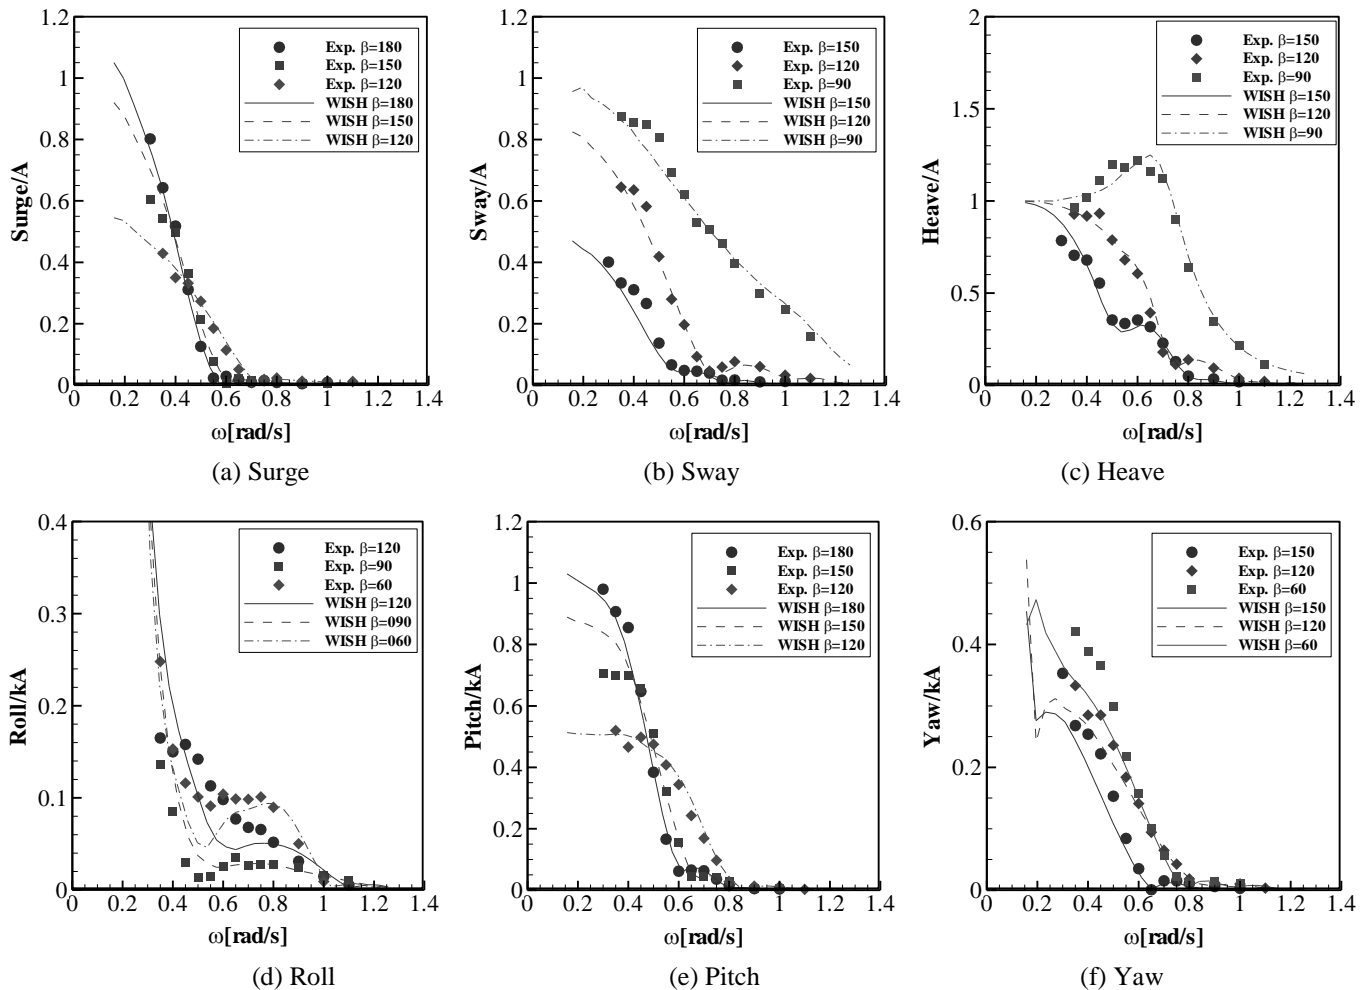 1.2
1
0.8
0.6
0.4
0.2
0
Surge/A
Exp. β=180
Exp. β=150
Exp. β=120
WISH β=180
WISH β=150
WISH β=120
0.2 0.4 0.6 0.8 1 1.2 1.4
ω[rad/s]
(a) Surge
1.2
1
0.8
0.6
0.4
0.2
0
Sway/A
Exp. β=150
Exp. β=120
Exp. β=90
WISH β=150
WISH β=120
WISH β=90
0 0.2 0.4 0.6 0.8 1 1.2 1.4
ω[rad/s]
(b) Sway
2
1.5
1
0.5
0
Heave/A
Exp. β=150
Exp. β=120
Exp. β=90
WISH β=150
WISH β=120
WISH β=90
0 0.2 0.4 0.6 0.8 1 1.2 1.4
ω[rad/s]
(c) Heave
0.4
0.3
0.2
0.1
0
Roll/kA
Exp. β=120
Exp. β=90
Exp. β=60
WISH β=120
WISH β=090
WISH β=060
0 0.2 0.4 0.6 0.8 1 1.2 1.4
ω[rad/s]
(d) Roll
1.2
1
0.8
0.6
0.4
0.2
0
Pitch/kA
Exp. β=180
Exp. β=150
Exp. β=120
WISH β=180
WISH β=150
WISH β=120
0 0.2 0.4 0.6 0.8 1 1.2 1.4
ω[rad/s]
(e) Pitch
0.6
0.4
0.2
0
Yaw/kA
Exp. β=150
Exp. β=120
Exp. β=60
WISH β=150
WISH β=120
WISH β=60
0 0.2 0.4 0.6 0.8 1 1.2 1.4
ω[rad/s]
(f) Yaw